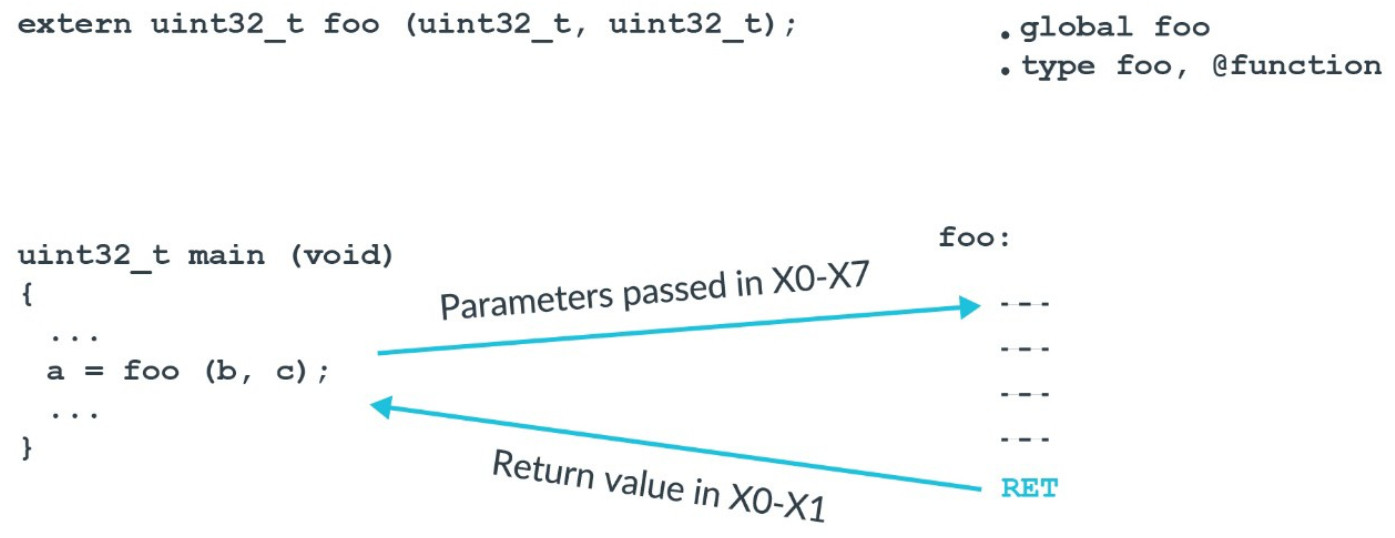 extern uint32_t foo (uint32_t, uint32_t);
.global foo
.type foo, @function
uint32_t main (void)
{
...
a = foo (b, c);
...
}
Parameters passed in X0-X7
Return value in X0-X1
foo:
---
---
---
---
RET